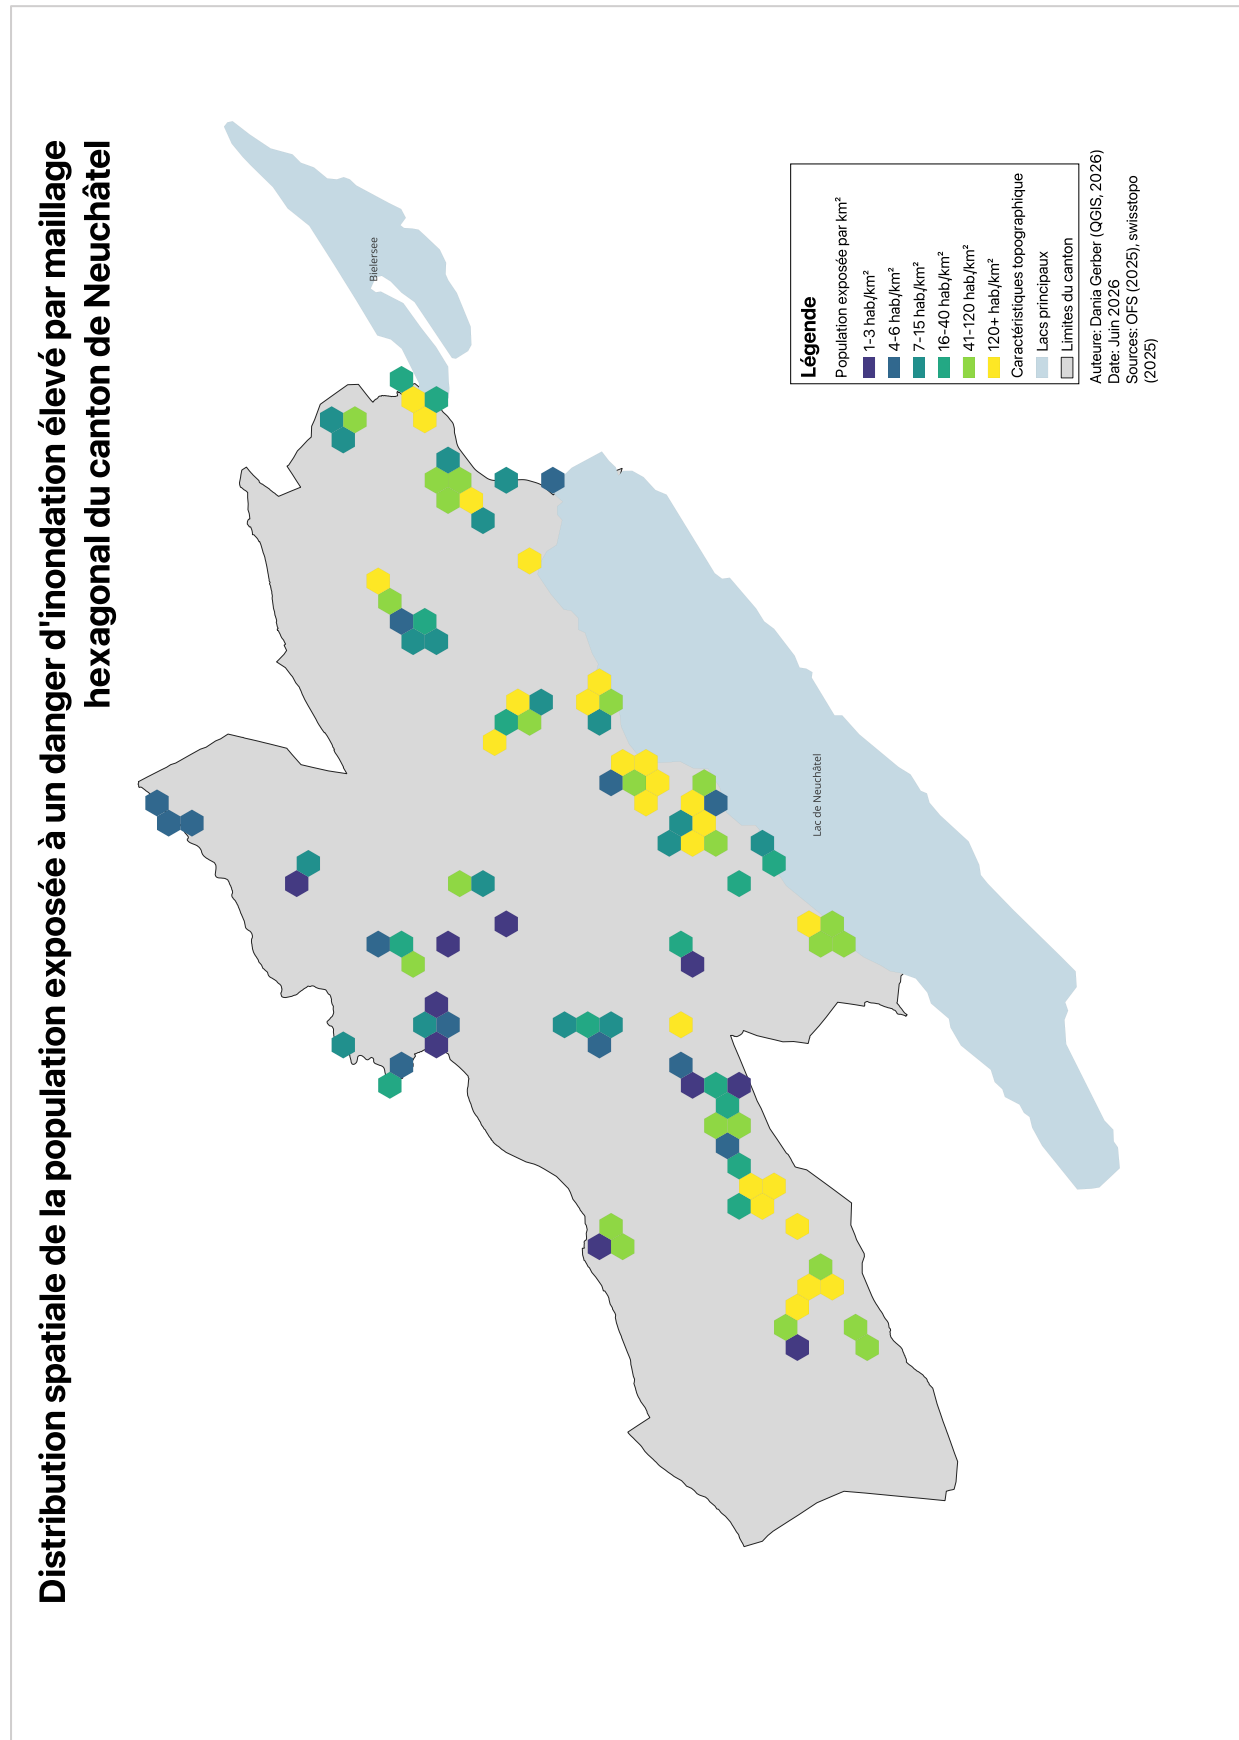 Distribution spatiale de la population exposée à un danger d'inondation élevé par maillage
hexagonal du canton de Neuchâtel
Bielersee
Lac de Neuchâtel
Légende
Population exposée par km²
1-3 hab/km²
4-6 hab/km²
7-15 hab/km²
16-40 hab/km²
41-120 hab/km²
120+ hab/km²
Caractéristiques topographique
Lacs principaux
Limites du canton
Auteure: Dania Gerber (QGIS, 2026)
Date: Juin 2026
Sources: OFS (2025), swisstopo
(2025)